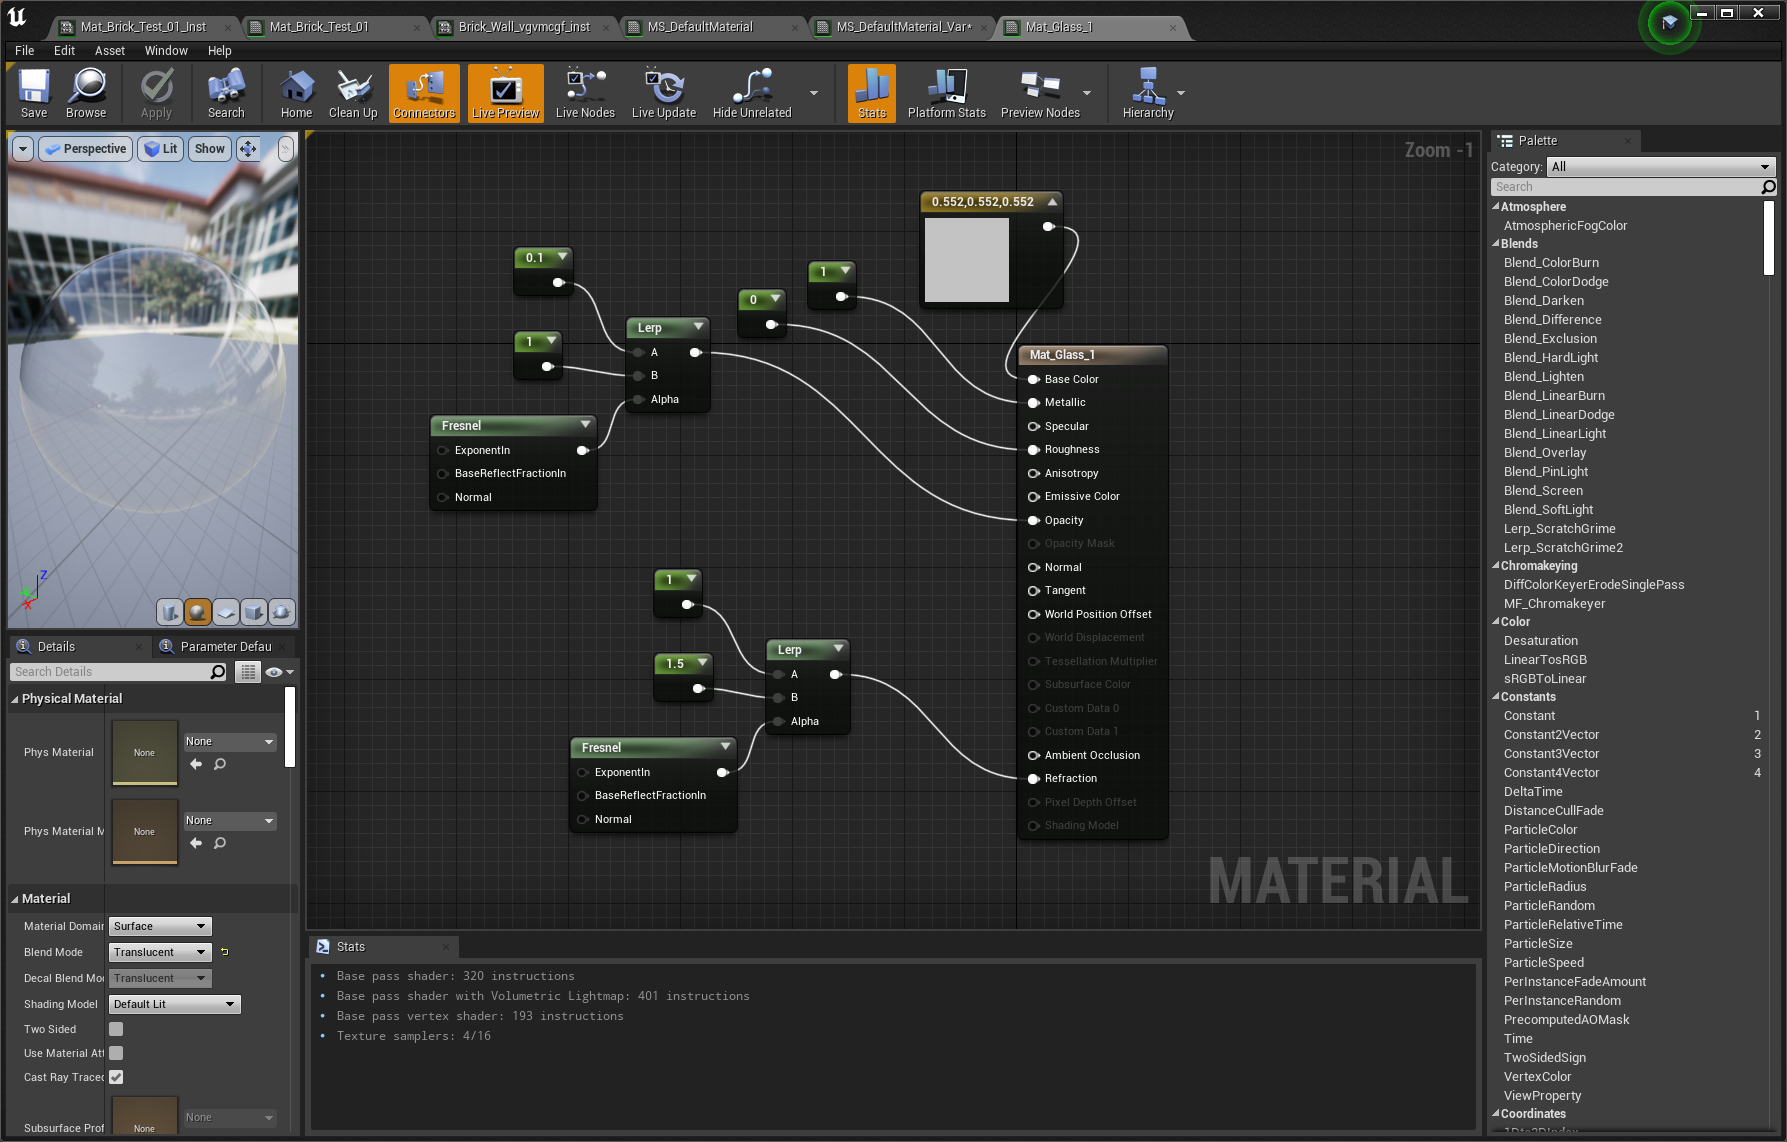 Mat_Brick_Test_01_Inst
Mat_Brick_Test_01
Brick_Wall_vgvmcgf_inst
MS_DefaultMaterial
MS_DefaultMaterial_Var*
Mat_Glass_1
File Edit Asset Window Help
Save
Browse
Apply
Search
Home
Clean Up
Connectors
Live Preview
Live Nodes
Live Update
Hide Unrelated
Stats
Platform Stats
Preview Nodes
Hierarchy
Perspective
Lit
Show
Z
X
Details
Parameter Defau
Search Details
Physical Material
Phys Material
None
None
Phys Material M
None
None
Material
Material Domain
Surface
Blend Mode
Translucent
Decal Blend Mod
Translucent
Shading Model
Default Lit
Two Sided
Use Material Att
Cast Ray Traced
Subsurface Prof
None
None
Zoom -1
0.552,0.552,0.552
0.1
1
0
1
Lerp
A
B
Alpha
Fresnel
ExponentIn
BaseReflectFractionIn
Normal
1
1.5
Lerp
A
B
Alpha
Fresnel
ExponentIn
BaseReflectFractionIn
Normal
Mat_Glass_1
Base Color
Metallic
Specular
Roughness
Anisotropy
Emissive Color
Opacity
Opacity Mask
Normal
Tangent
World Position Offset
World Displacement
Tessellation Multiplier
Subsurface Color
Custom Data 0
Custom Data 1
Ambient Occlusion
Refraction
Pixel Depth Offset
Shading Model
MATERIAL
Stats
Base pass shader: 320 instructions
Base pass shader with Volumetric Lightmap: 401 instructions
Base pass vertex shader: 193 instructions
Texture samplers: 4/16
Palette
Category: All
Search
Atmosphere
AtmosphericFogColor
Blends
Blend_ColorBurn
Blend_ColorDodge
Blend_Darken
Blend_Difference
Blend_Exclusion
Blend_HardLight
Blend_Lighten
Blend_LinearBurn
Blend_LinearDodge
Blend_LinearLight
Blend_Overlay
Blend_PinLight
Blend_Screen
Blend_SoftLight
Lerp_ScratchGrime
Lerp_ScratchGrime2
Chromakeying
DiffColorKeyerErodeSinglePass
MF_Chromakeyer
Color
Desaturation
LinearTosRGB
sRGBToLinear
Constants
Constant 1
Constant2Vector 2
Constant3Vector 3
Constant4Vector 4
DeltaTime
DistanceCullFade
ParticleColor
ParticleDirection
ParticleMotionBlurFade
ParticleRadius
ParticleRandom
ParticleRelativeTime
ParticleSize
ParticleSpeed
PerInstanceFadeAmount
PerInstanceRandom
PrecomputedAOMask
Time
TwoSidedSign
VertexColor
ViewProperty
Coordinates